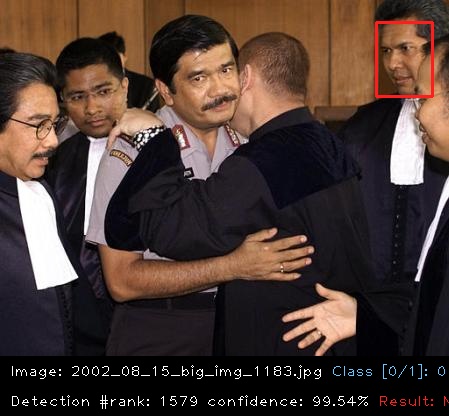 Image: 2002_08_15_big_img_1183.jpg Class [0/1]: 0
Detection #rank: 1579 confidence: 99.54% Result: N